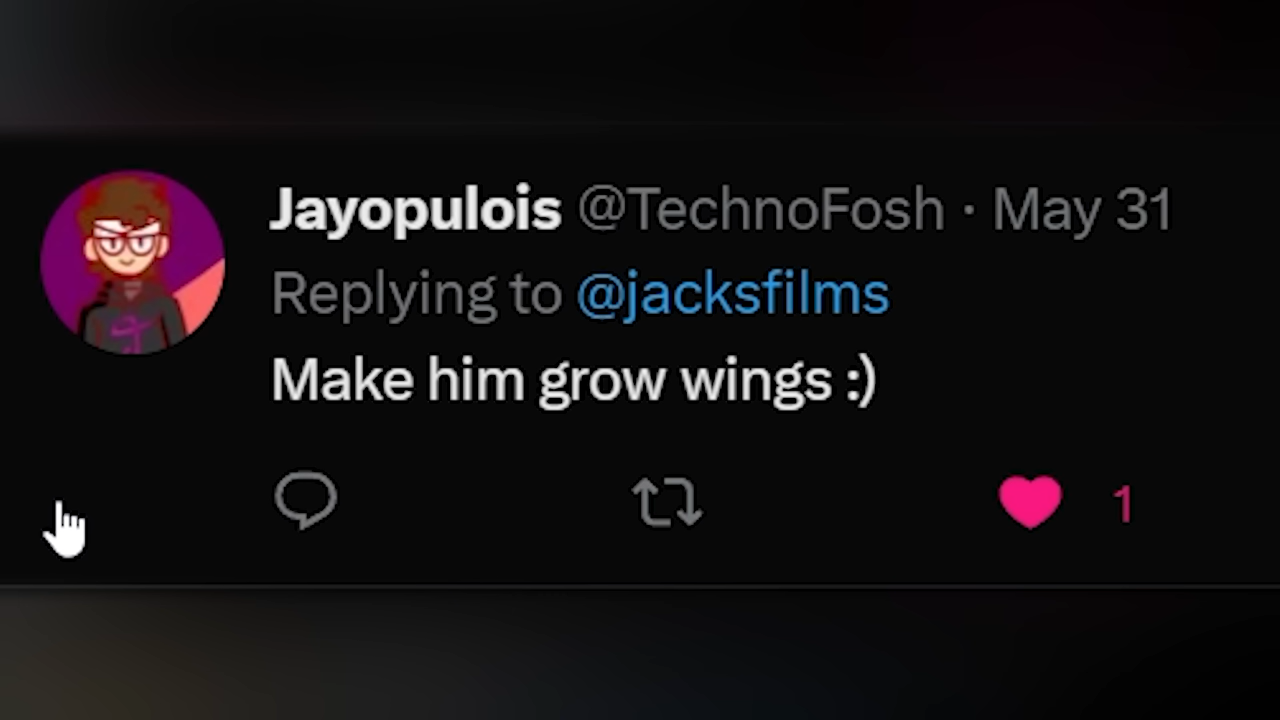 Jayopulois @TechnoFosh · May 31
Replying to @jacksfilms
Make him grow wings :)
1